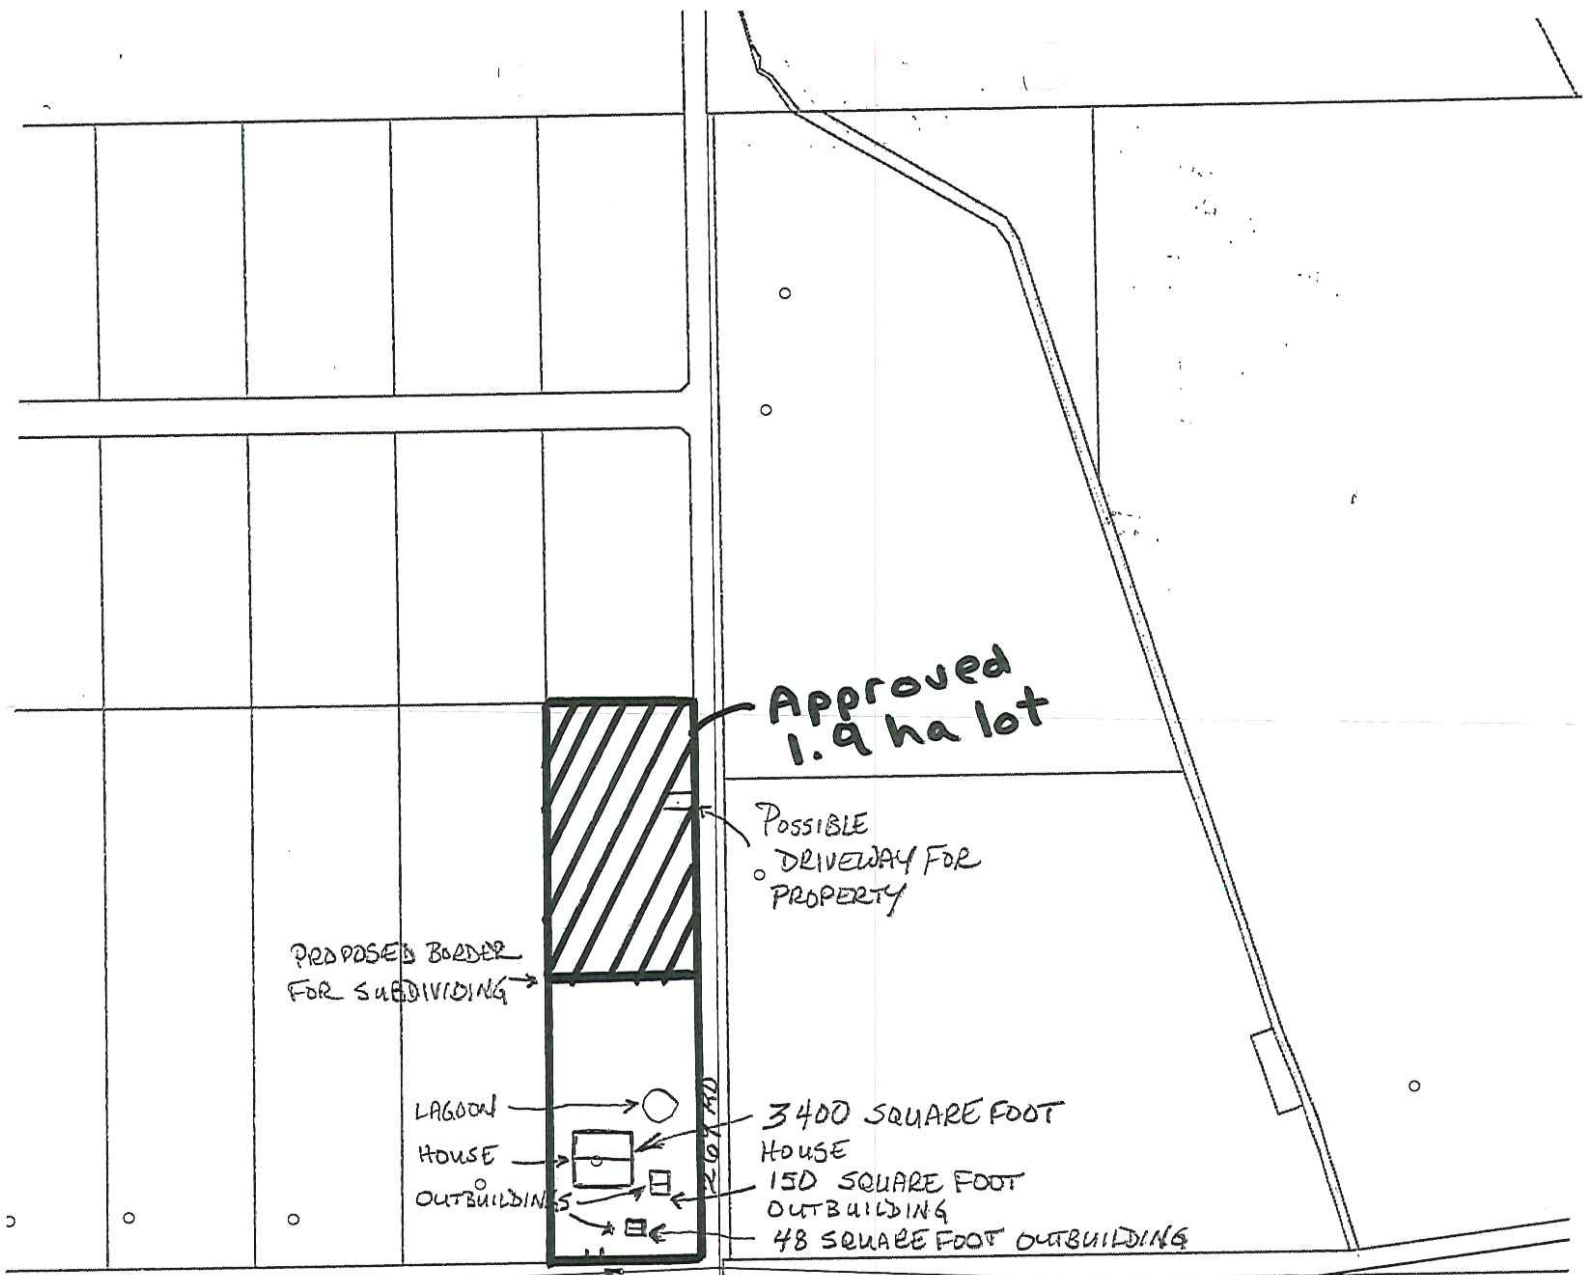 Approved
1.9 ha lot
POSSIBLE
DRIVEWAY FOR
PROPERTY
PROPOSED BORDER
FOR SUBDIVIDING
LAGOON
HOUSE
OUTBUILDINGS
3400 SQUARE FOOT
HOUSE
150 SQUARE FOOT
OUTBUILDING
48 SQUARE FOOT OUTBUILDING